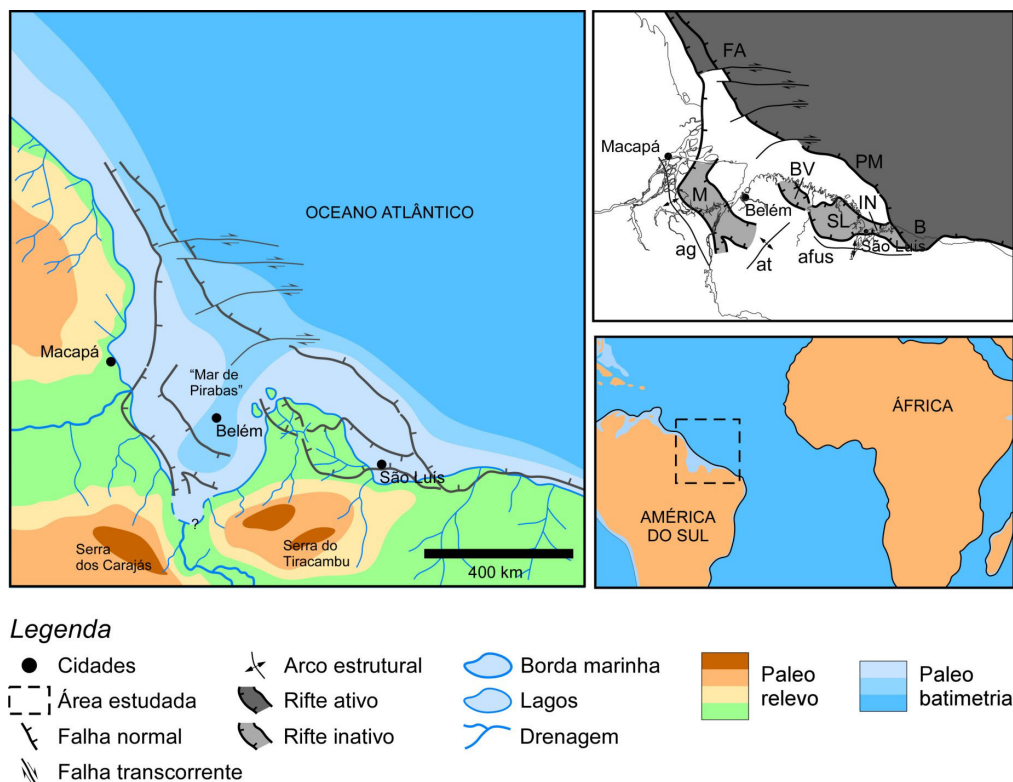 OCEANO ATLÂNTICO
Macapá
"Mar de
Pirabas"
Belém
São Luís
?
Serra
dos Carajás
Serra do
Tiracambu
400 km
FA
Macapá
PM
BV
M
Belém
IN
SL
B
São Luís
ag
at
afus
ÁFRICA
AMÉRICA
DO SUL
Legenda
Cidades
Área estudada
Falha normal
Falha transcorrente
Arco estrutural
Rifte ativo
Rifte inativo
Borda marinha
Lagos
Drenagem
Paleo
relevo
Paleo
batimetria